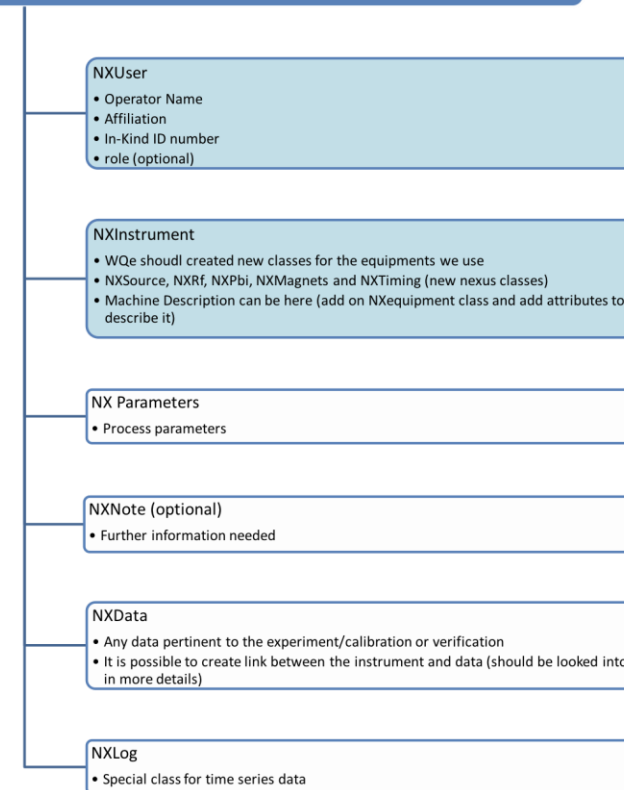 NXUser
• Operator Name
• Affiliation
• In-Kind ID number
• role (optional)
NXInstrument
• WQe shoudl created new classes for the equipments we use
• NXSource, NXRf, NXPbi, NXMagnets and NXTiming (new nexus classes)
• Machine Description can be here (add on NXequipment class and add attributes to
describe it)
NX Parameters
• Process parameters
NXNote (optional)
• Further information needed
NXData
• Any data pertinent to the experiment/calibration or verification
• It is possible to create link between the instrument and data (should be looked into
in more details)
NXLog
• Special class for time series data